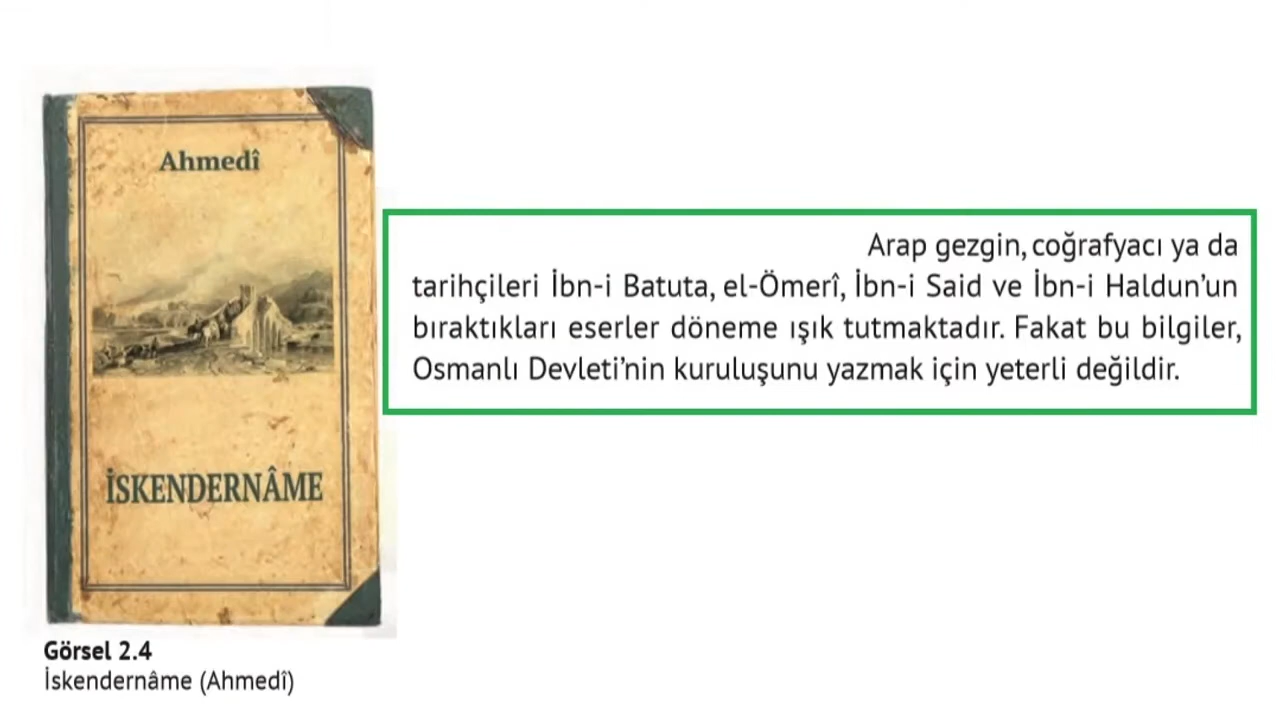 Ahmedî
İSKENDERNÂME
Görsel 2.4
İskendernâme (Ahmedî)
Arap gezgin, coğrafyacı ya da
tarihçileri İbn-i Batuta, el-Ömerî, İbn-i Said ve İbn-i Haldun’un
bıraktıkları eserler döneme ışık tutmaktadır. Fakat bu bilgiler,
Osmanlı Devleti’nin kuruluşunu yazmak için yeterli değildir.